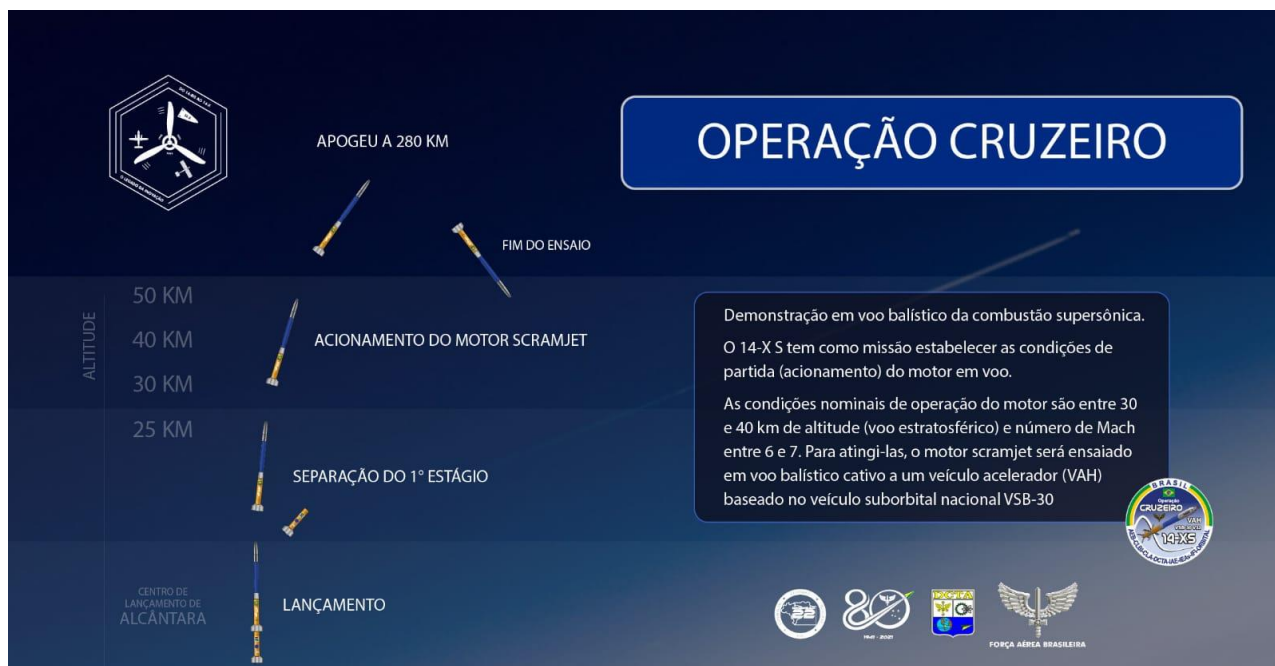 OPERAÇÃO CRUZEIRO
APOGEU A 280 KM
FIM DO ENSAIO
ALTITUDE
50 KM
40 KM
30 KM
25 KM
ACIONAMENTO DO MOTOR SCRAMJET
SEPARAÇÃO DO 1° ESTÁGIO
CENTRO DE
LANÇAMENTO DE
ALCÂNTARA
LANÇAMENTO
Demonstração em voo balístico da combustão supersônica.
O 14-X S tem como missão estabelecer as condições de
partida (acionamento) do motor em voo.
As condições nominais de operação do motor são entre 30
e 40 km de altitude (voo estratosférico) e número de Mach
entre 6 e 7. Para atingi-las, o motor scramjet será ensaiado
em voo balístico cativo a um veículo acelerador (VAH)
baseado no veículo suborbital nacional VSB-30
BRASIL
Operação
CRUZEIRO
VAH
14-XS
80
1941 - 2021
DCTA
FORÇA AÉREA BRASILEIRA